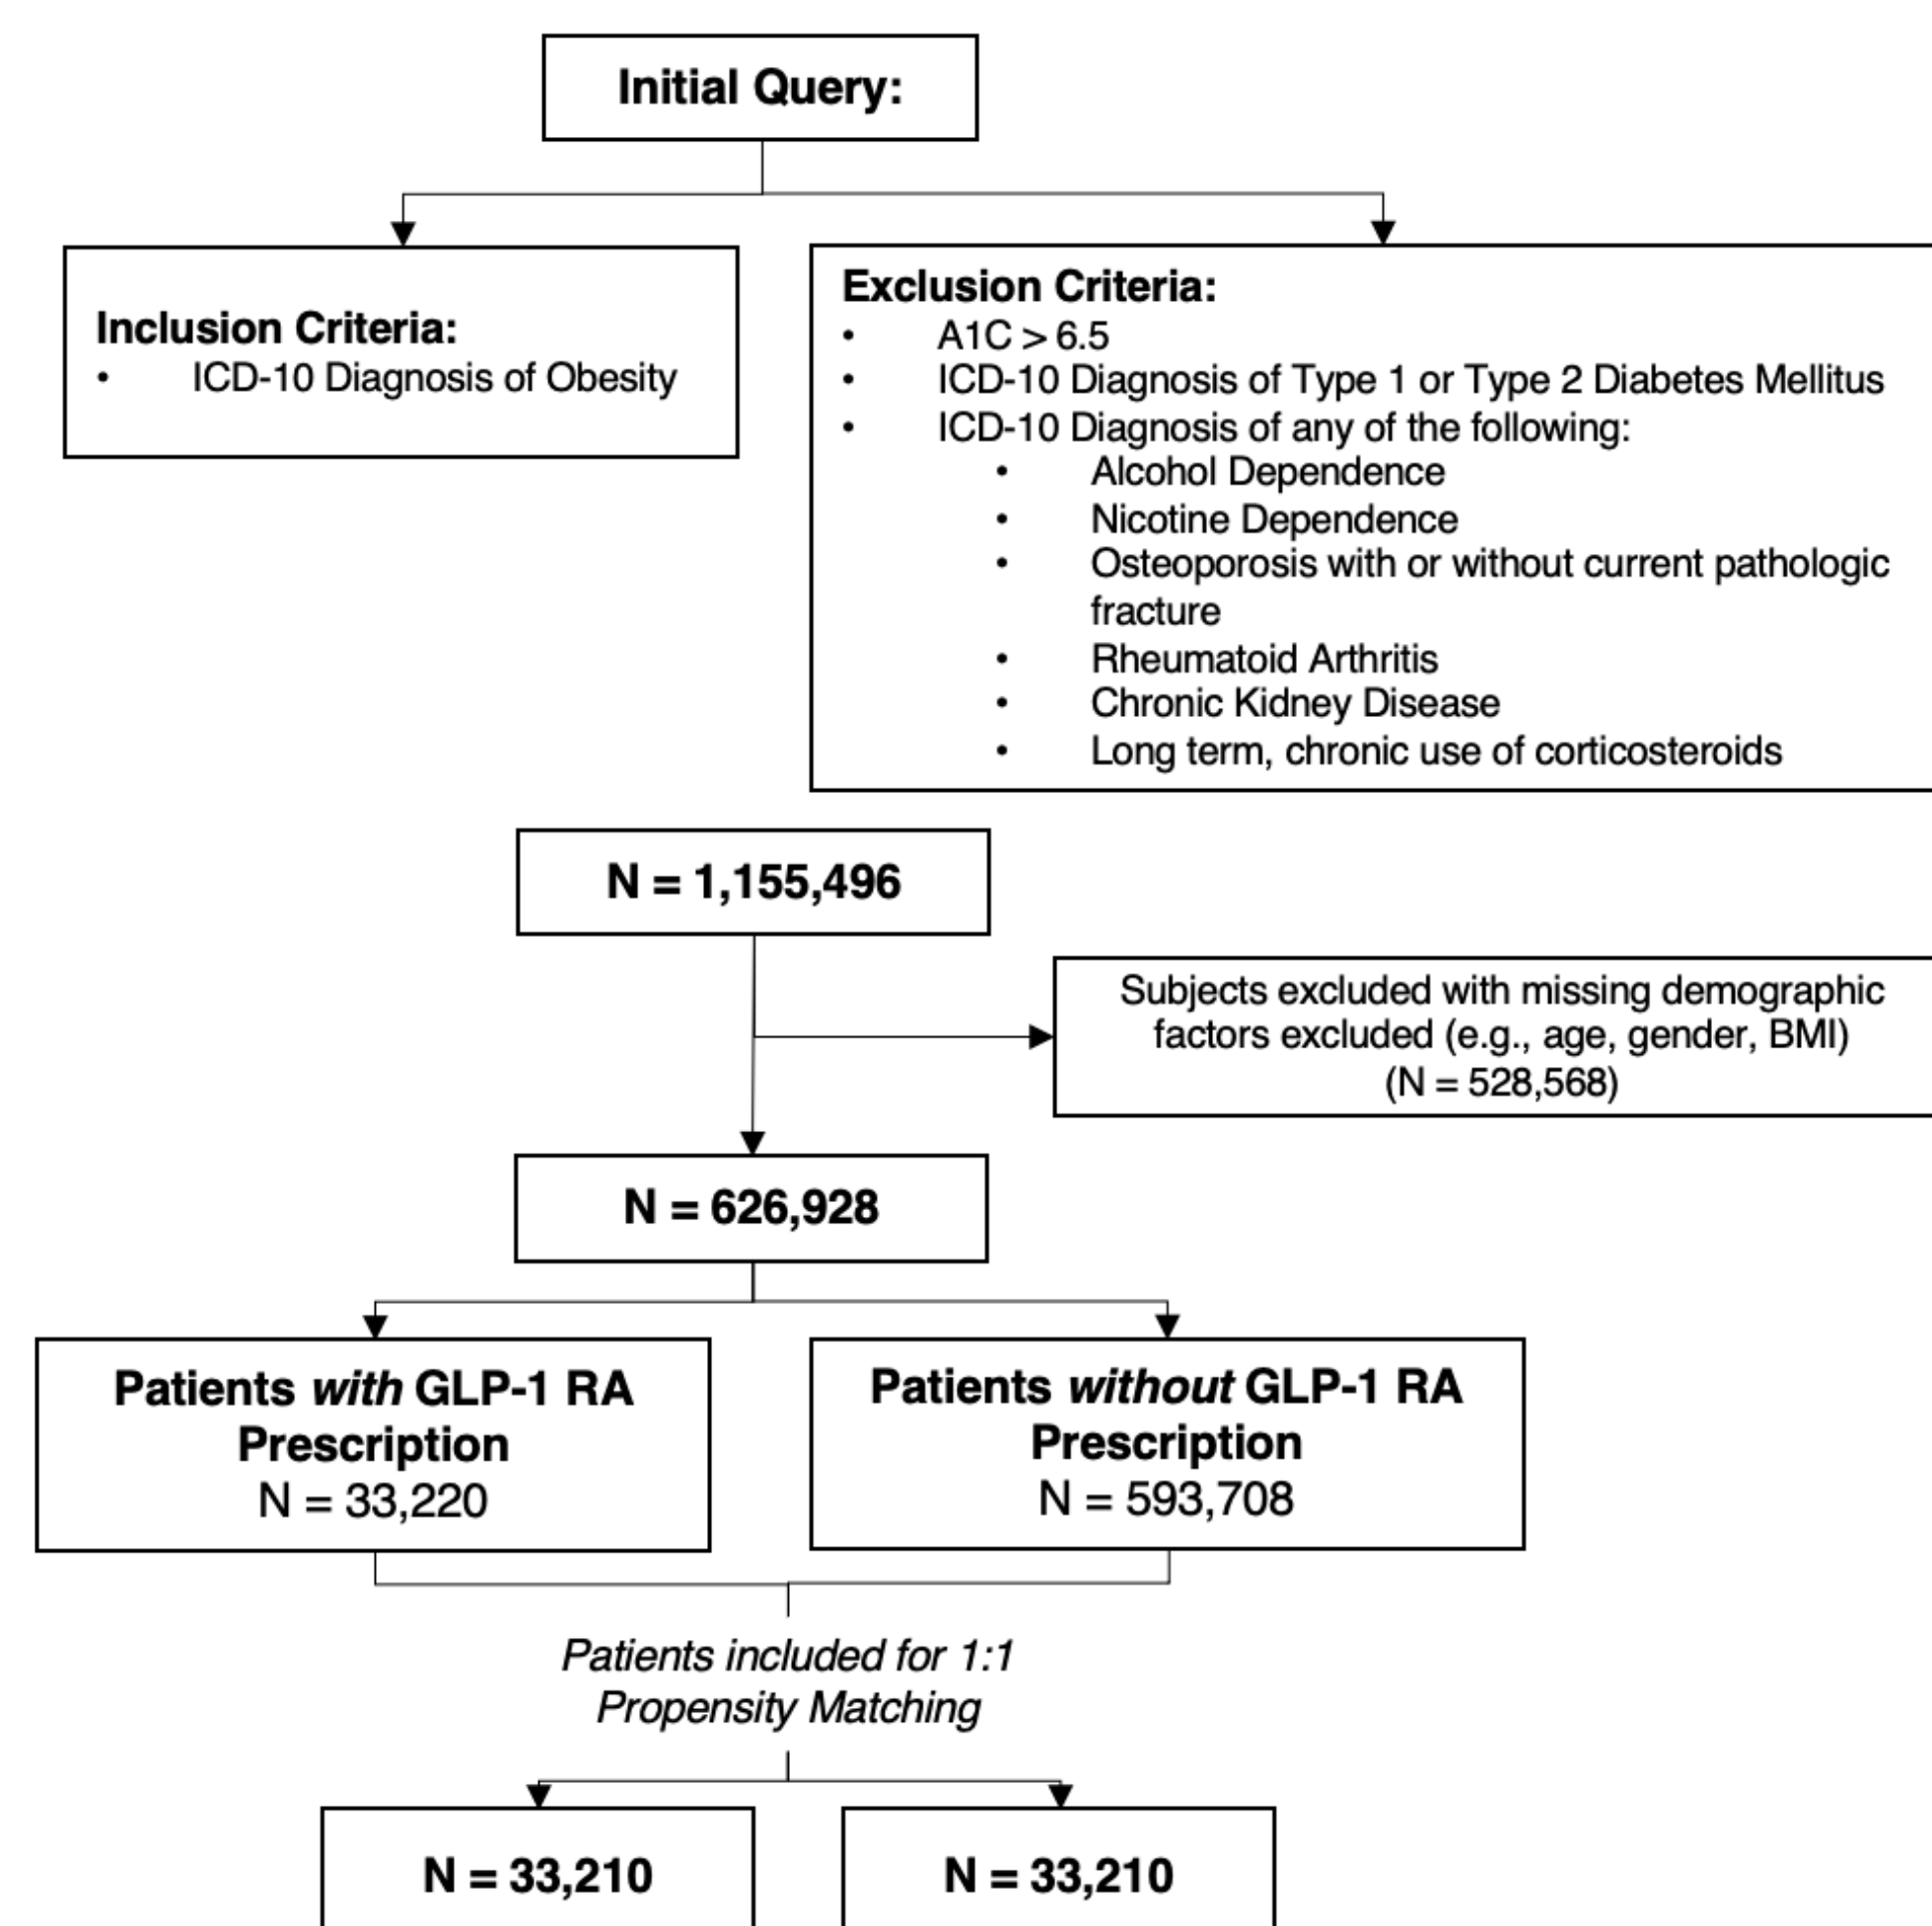 Initial Query:
Inclusion Criteria:
• ICD-10 Diagnosis of Obesity
Exclusion Criteria:
• A1C > 6.5
• ICD-10 Diagnosis of Type 1 or Type 2 Diabetes Mellitus
• ICD-10 Diagnosis of any of the following:
• Alcohol Dependence
• Nicotine Dependence
• Osteoporosis with or without current pathologic
fracture
• Rheumatoid Arthritis
• Chronic Kidney Disease
• Long term, chronic use of corticosteroids
N = 1,155,496
Subjects excluded with missing demographic
factors excluded (e.g., age, gender, BMI)
(N = 528,568)
N = 626,928
Patients with GLP-1 RA
Prescription
N = 33,220
Patients without GLP-1 RA
Prescription
N = 593,708
Patients included for 1:1
Propensity Matching
N = 33,210
N = 33,210